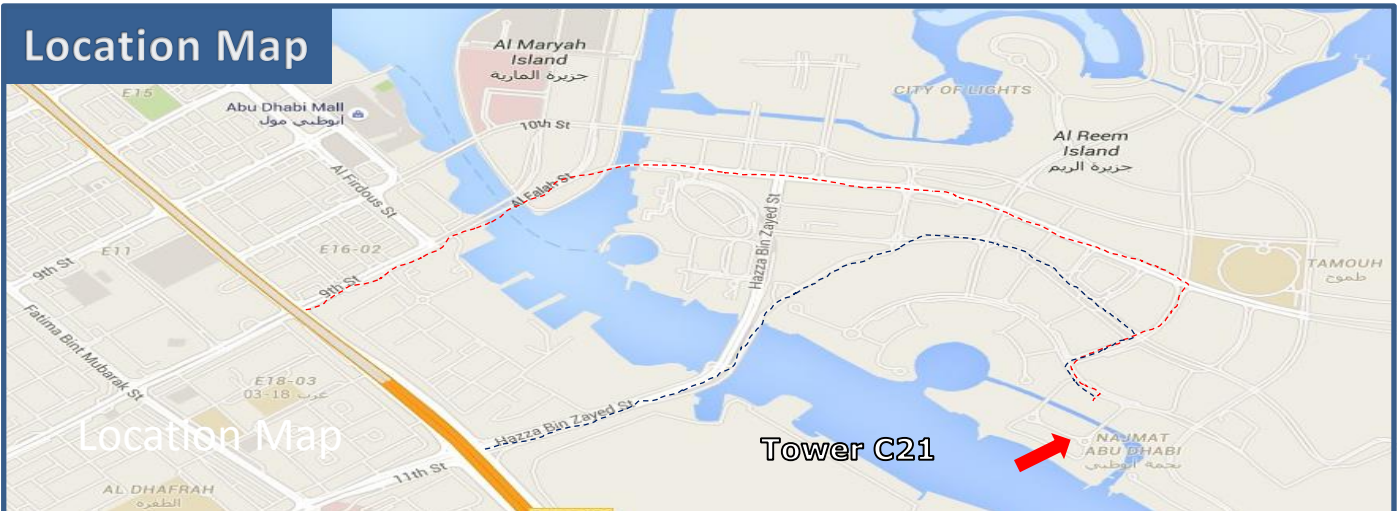 Location Map
Al Maryah
Island
جزيرة المارية
E15
Abu Dhabi Mall
أبوظبي مول
CITY OF LIGHTS
10th St
Al Reem
Island
جزيرة الريم
Al Firdous St
Al Falah St
E16-02
E11
9th St
9th St
Hazza Bin Zayed St
TAMOUH
طموح
Fatima Bint Mubarak St
E18-03
غرب 18-03
Location Map
Hazza Bin Zayed St
Tower C21
NAJMAT
ABU DHABI
نجمة أبوظبي
11th St
AL DHAFRAH
الظفرة